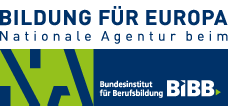 BILDUNG FÜR EUROPA
Nationale Agentur beim
NA
Bundesinstitut
für Berufsbildung
BiBB